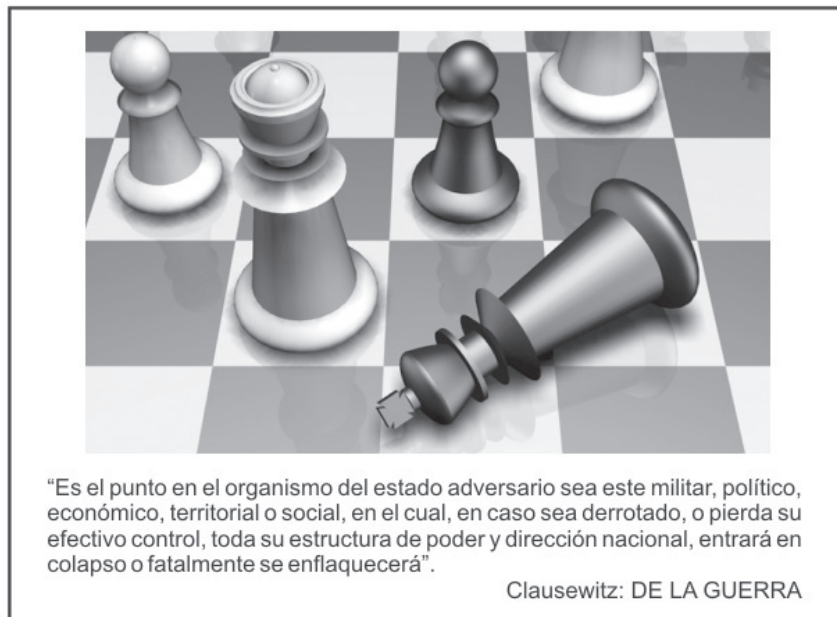 “Es el punto en el organismo del estado adversario sea este militar, político,
económico, territorial o social, en el cual, en caso sea derrotado, o pierda su
efectivo control, toda su estructura de poder y dirección nacional, entrará en
colapso o fatalmente se enflaquecerá”.
Clausewitz: DE LA GUERRA